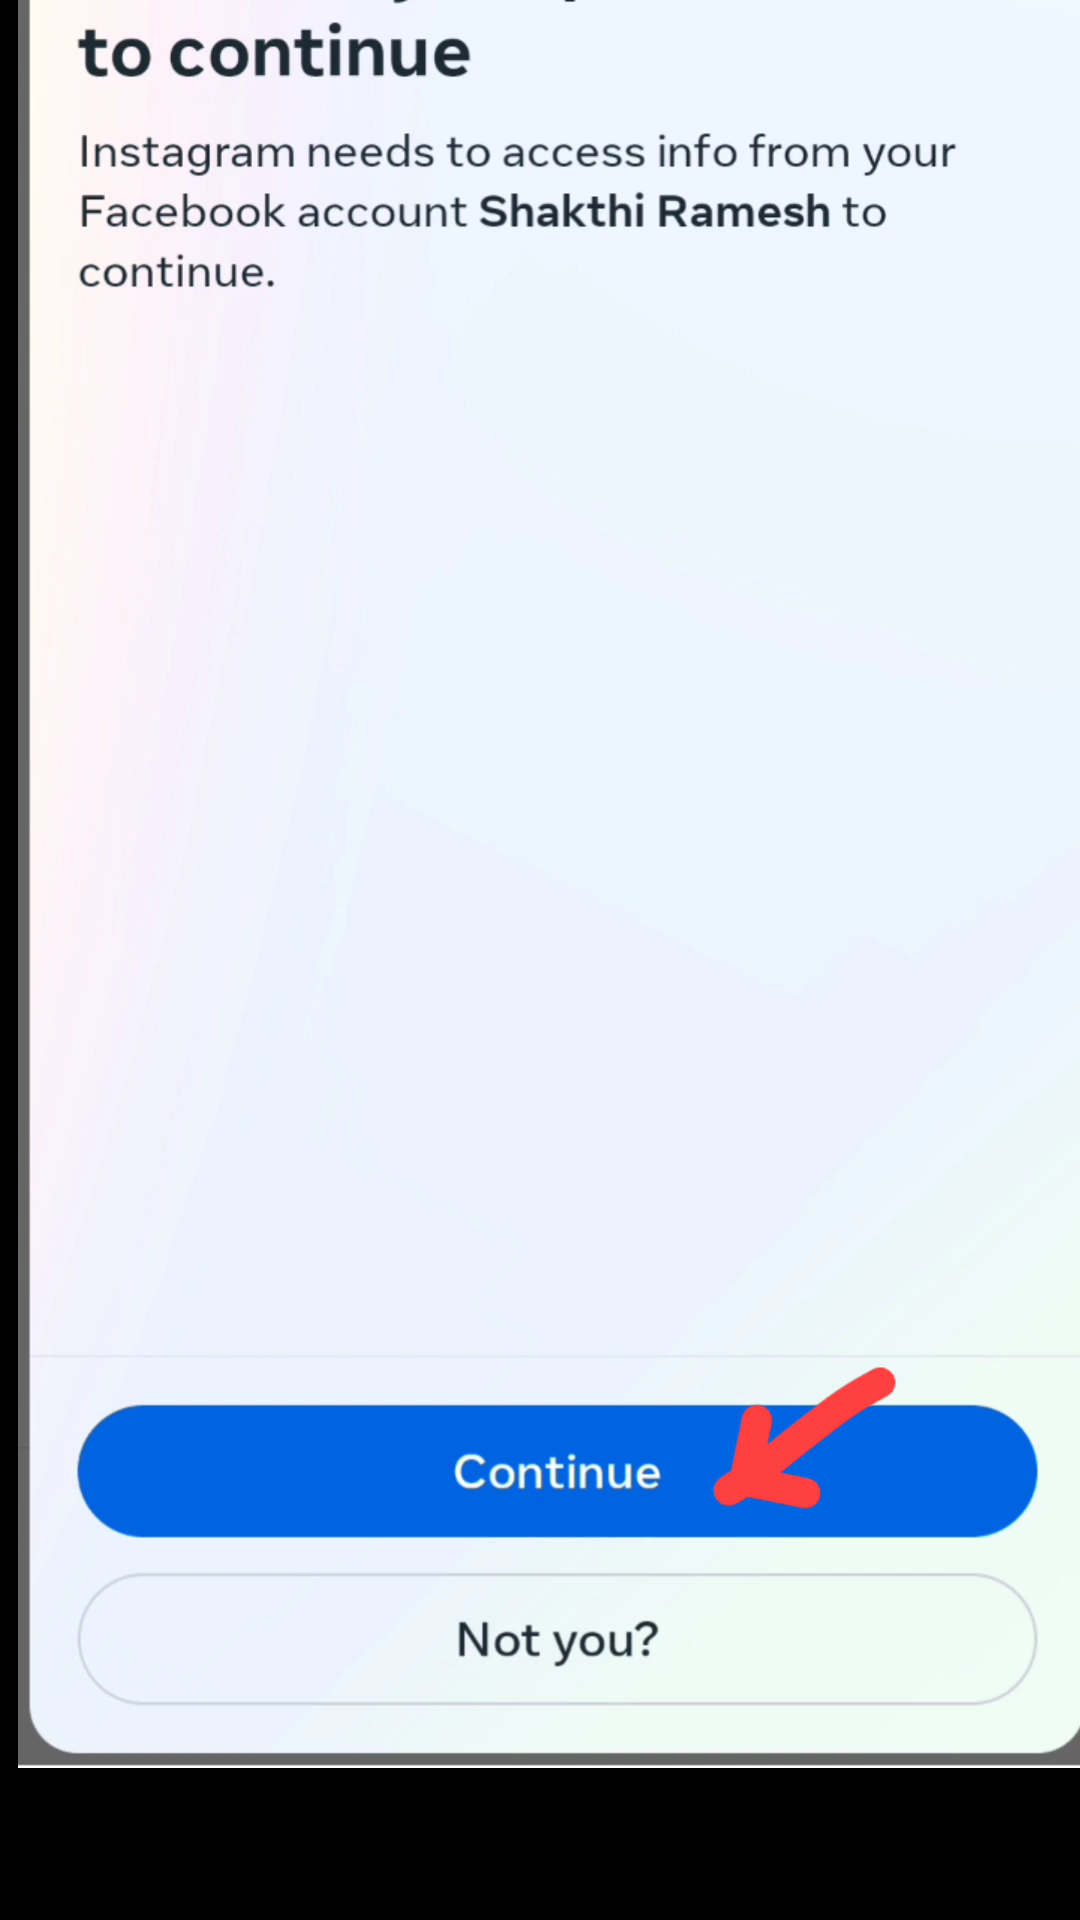 to continue
Instagram needs to access info from your
Facebook account Shakthi Ramesh to
continue.
Continue
Not you?